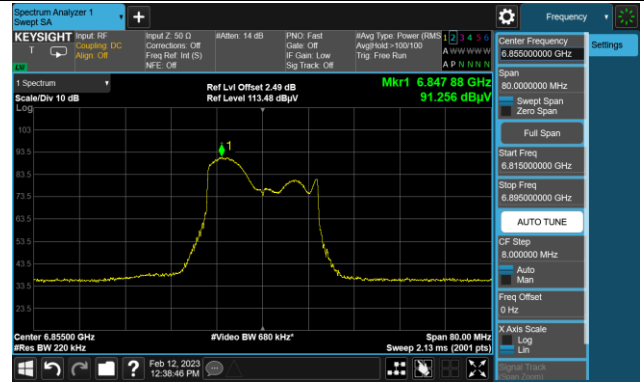 Spectrum Analyzer 1
Swept SA
+
Frequency
KEYSIGHT
Input: RF
Coupling: DC
Align: Off
Input Z: 50 Ω
Corrections: Off
Freq Ref: Int (S)
NFE: Off
#Atten: 14 dB
PNO: Fast
Gate: Off
IF Gain: Low
Sig Track: Off
#Avg Type: Power (RMS
Avg|Hold:>100/100
Trig: Free Run
1 2 3 4 5 6
A W W W W W
A P N N N N
LW
1 Spectrum
Scale/Div 10 dB
Ref Lvl Offset 2.49 dB
Ref Level 113.48 dBµV
Mkr1 6.847 88 GHz
91.256 dBµV
Log
103
93.5
83.5
73.5
63.5
53.5
43.5
33.5
23.5
1
Center 6.85500 GHz
#Res BW 220 kHz
#Video BW 680 kHz*
Span 80.00 MHz
Sweep 2.13 ms (2001 pts)
Feb 12, 2023
12:38:46 PM
?
Center Frequency
6.855000000 GHz
Settings
Span
80.0000000 MHz
Swept Span
Zero Span
Full Span
Start Freq
6.815000000 GHz
Stop Freq
6.895000000 GHz
AUTO TUNE
CF Step
8.000000 MHz
Auto
Man
Freq Offset
0 Hz
X Axis Scale
Log
Lin
Signal Track
(Span Zoom)